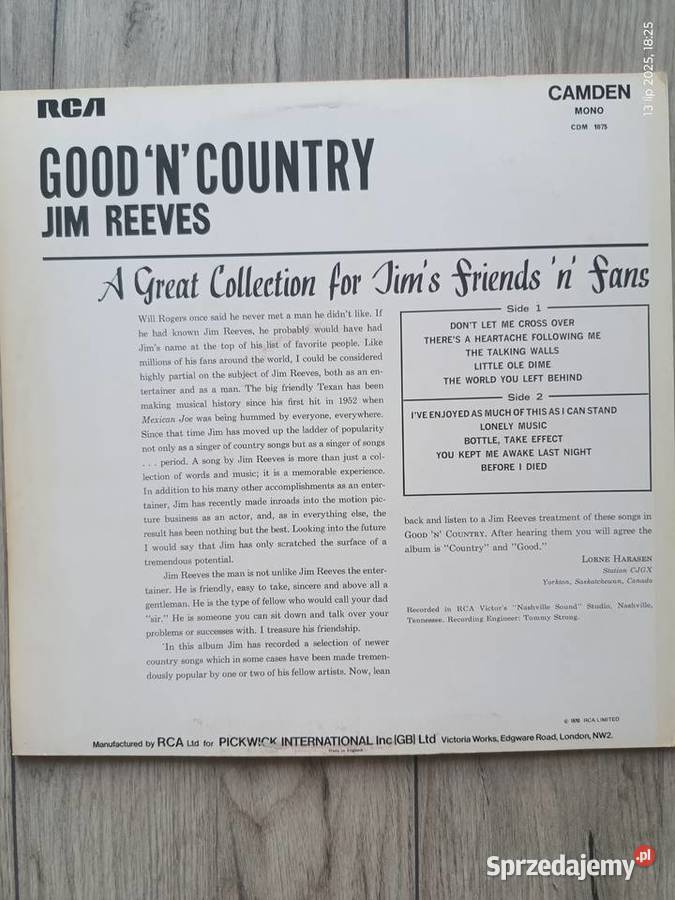 13 lip 2025, 18:25
RCA
CAMDEN
MONO
CDM 1075
GOOD 'N' COUNTRY
JIM REEVES
A Great Collection for Jim's Friends 'n' Fans
Will Rogers once said he never met a man he didn't like. If
he had known Jim Reeves, he probably would have had
Jim's name at the top of his list of favorite people. Like
millions of his fans around the world, I could be considered
highly partial on the subject of Jim Reeves, both as an en-
tertainer and as a man. The big friendly Texan has been
making musical history since his first hit in 1952 when
Mexican Joe was being hummed by everyone, everywhere.
Since that time Jim has moved up the ladder of popularity
not only as a singer of country songs but as a singer of songs
. . . period. A song by Jim Reeves is more than just a col-
lection of words and music; it is a memorable experience.
In addition to his many other accomplishments as an enter-
tainer, Jim has recently made inroads into the motion pic-
ture business as an actor, and, as in everything else, the
result has been nothing but the best. Looking into the future
I would say that Jim has only scratched the surface of a
tremendous potential.
Jim Reeves the man is not unlike Jim Reeves the enter-
tainer. He is friendly, easy to take, sincere and above all a
gentleman. He is the type of fellow who would call your dad
"sir." He is someone you can sit down and talk over your
problems or successes with. I treasure his friendship.
In this album Jim has recorded a selection of newer
country songs which in some cases have been made tremen-
dously popular by one or two of his fellow artists. Now, lean
Side 1
DON'T LET ME CROSS OVER
THERE'S A HEARTACHE FOLLOWING ME
THE TALKING WALLS
LITTLE OLE DIME
THE WORLD YOU LEFT BEHIND
Side 2
I'VE ENJOYED AS MUCH OF THIS AS I CAN STAND
LONELY MUSIC
BOTTLE, TAKE EFFECT
YOU KEPT ME AWAKE LAST NIGHT
BEFORE I DIED
back and listen to a Jim Reeves treatment of these songs in
GOOD 'N' COUNTRY. After hearing them you will agree the
album is "Country" and "Good."
LORNE HARASEN
Station CJGX
Yorkton, Saskatchewan, Canada
Recorded in RCA Victor's "Nashville Sound" Studio, Nashville,
Tennessee. Recording Engineer: Tommy Strong.
© 1970 RCA LIMITED
Manufactured by RCA Ltd for PICKWICK INTERNATIONAL Inc (GB) Ltd Victoria Works, Edgware Road, London, NW2.
Made in England
Sprzedajemy.pl